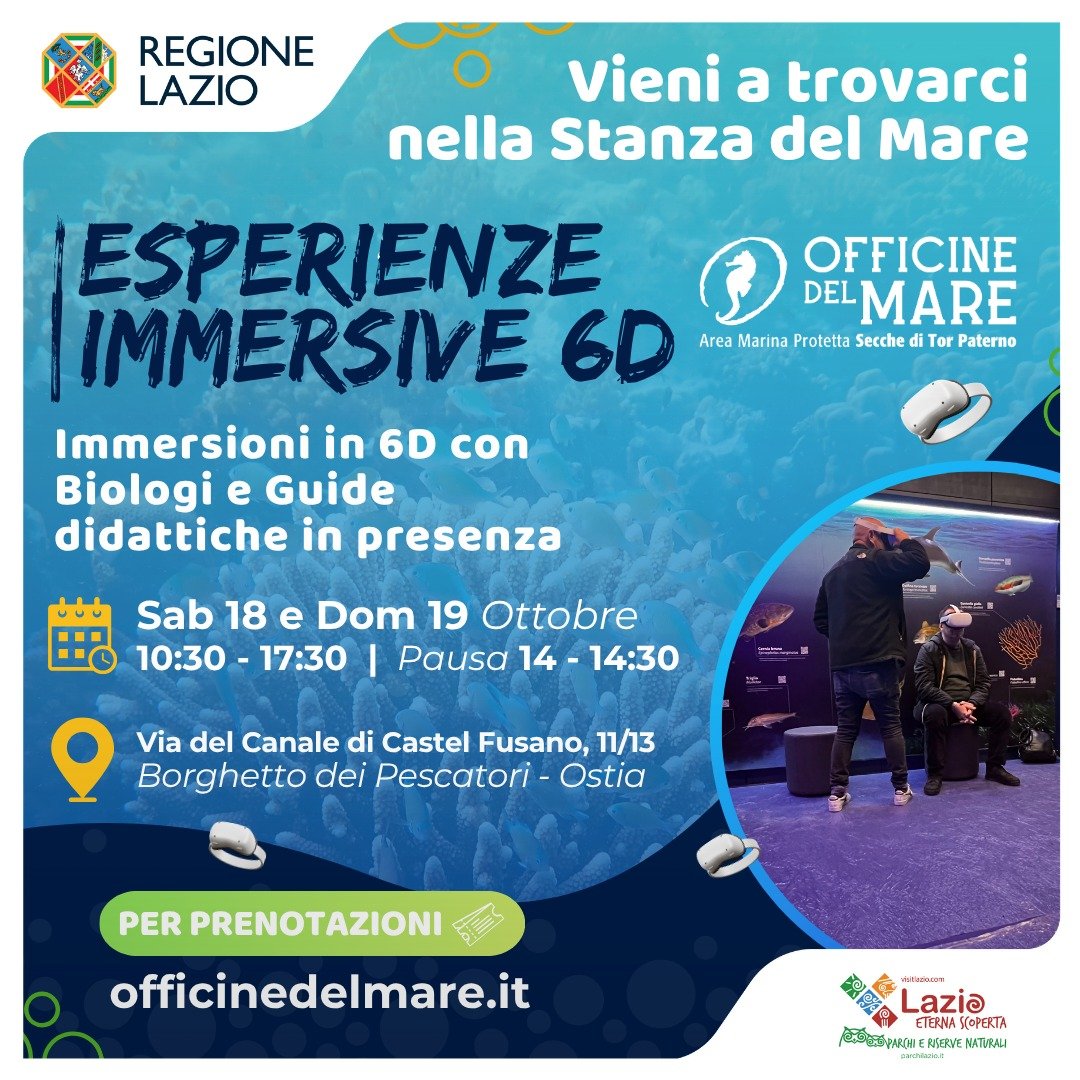 REGIONE
LAZIO
Vieni a trovarci
nella Stanza del Mare
ESPERIENZE
IMMERSIVE 6D
OFFICINE
DEL MARE
Area Marina Protetta Secche di Tor Paterno
Immersioni in 6D con
Biologi e Guide
didattiche in presenza
Sab 18 e Dom 19 Ottobre
10:30 - 17:30 | Pausa 14 - 14:30
Via del Canale di Castel Fusano, 11/13
Borghetto dei Pescatori - Ostia
Cernia bruna
Triglia
PER PRENOTAZIONI
officinedelmare.it
visitlazio.com
Lazio
ETERNA SCOPERTA
PARCHI E RISERVE NATURALI
parchilazio.it